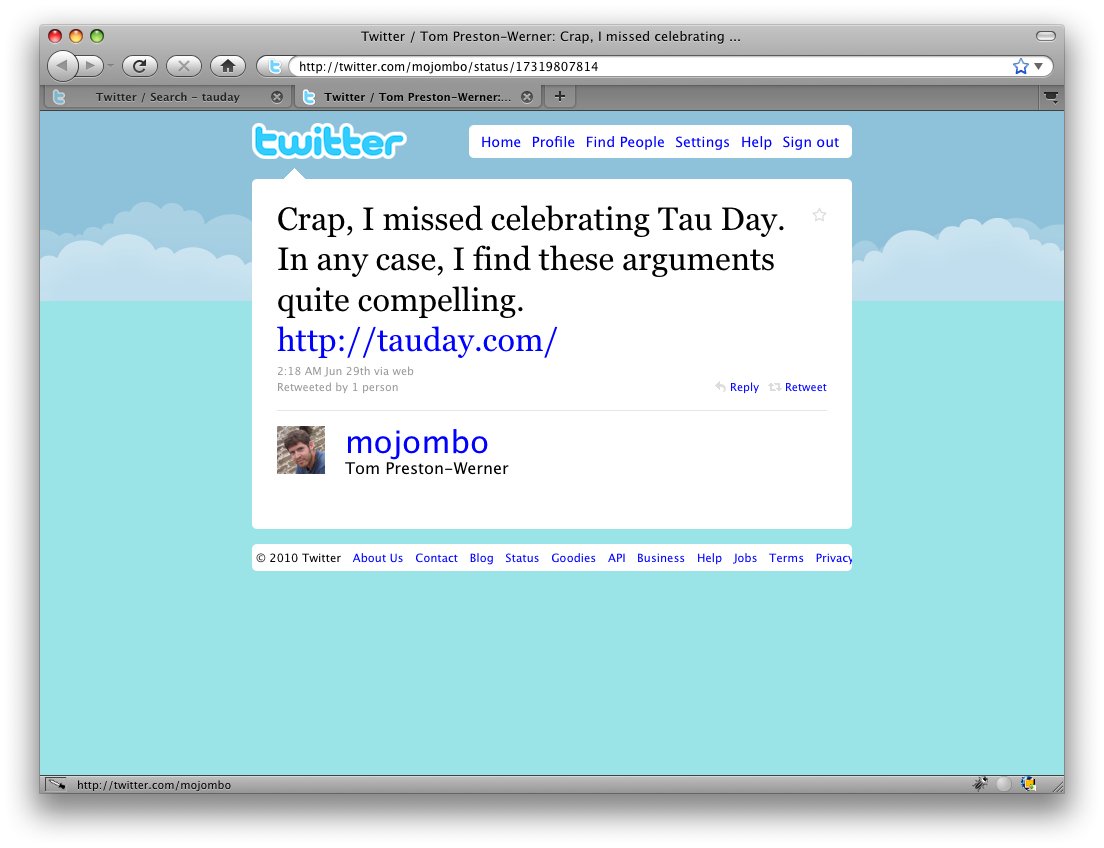 Twitter / Tom Preston-Werner: Crap, I missed celebrating ...
http://twitter.com/mojombo/status/17319807814
Twitter / Search - tauday
Twitter / Tom Preston-Werner:...
twitter
Home Profile Find People Settings Help Sign out
Crap, I missed celebrating Tau Day.
In any case, I find these arguments
quite compelling.
http://tauday.com/
2:18 AM Jun 29th via web
Retweeted by 1 person
Reply Retweet
mojombo
Tom Preston-Werner
© 2010 Twitter About Us Contact Blog Status Goodies API Business Help Jobs Terms Privacy
http://twitter.com/mojombo